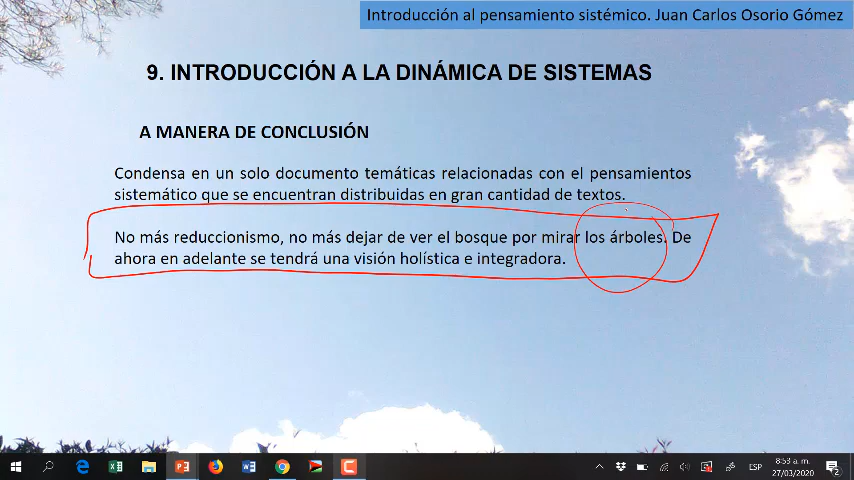 Introducción al pensamiento sistémico. Juan Carlos Osorio Gómez
9. INTRODUCCIÓN A LA DINÁMICA DE SISTEMAS
A MANERA DE CONCLUSIÓN
Condensa en un solo documento temáticas relacionadas con el pensamientos
sistemático que se encuentran distribuidas en gran cantidad de textos.
No más reduccionismo, no más dejar de ver el bosque por mirar los árboles. De
ahora en adelante se tendrá una visión holística e integradora.
ESP
8:53 a. m.
27/03/2020
2